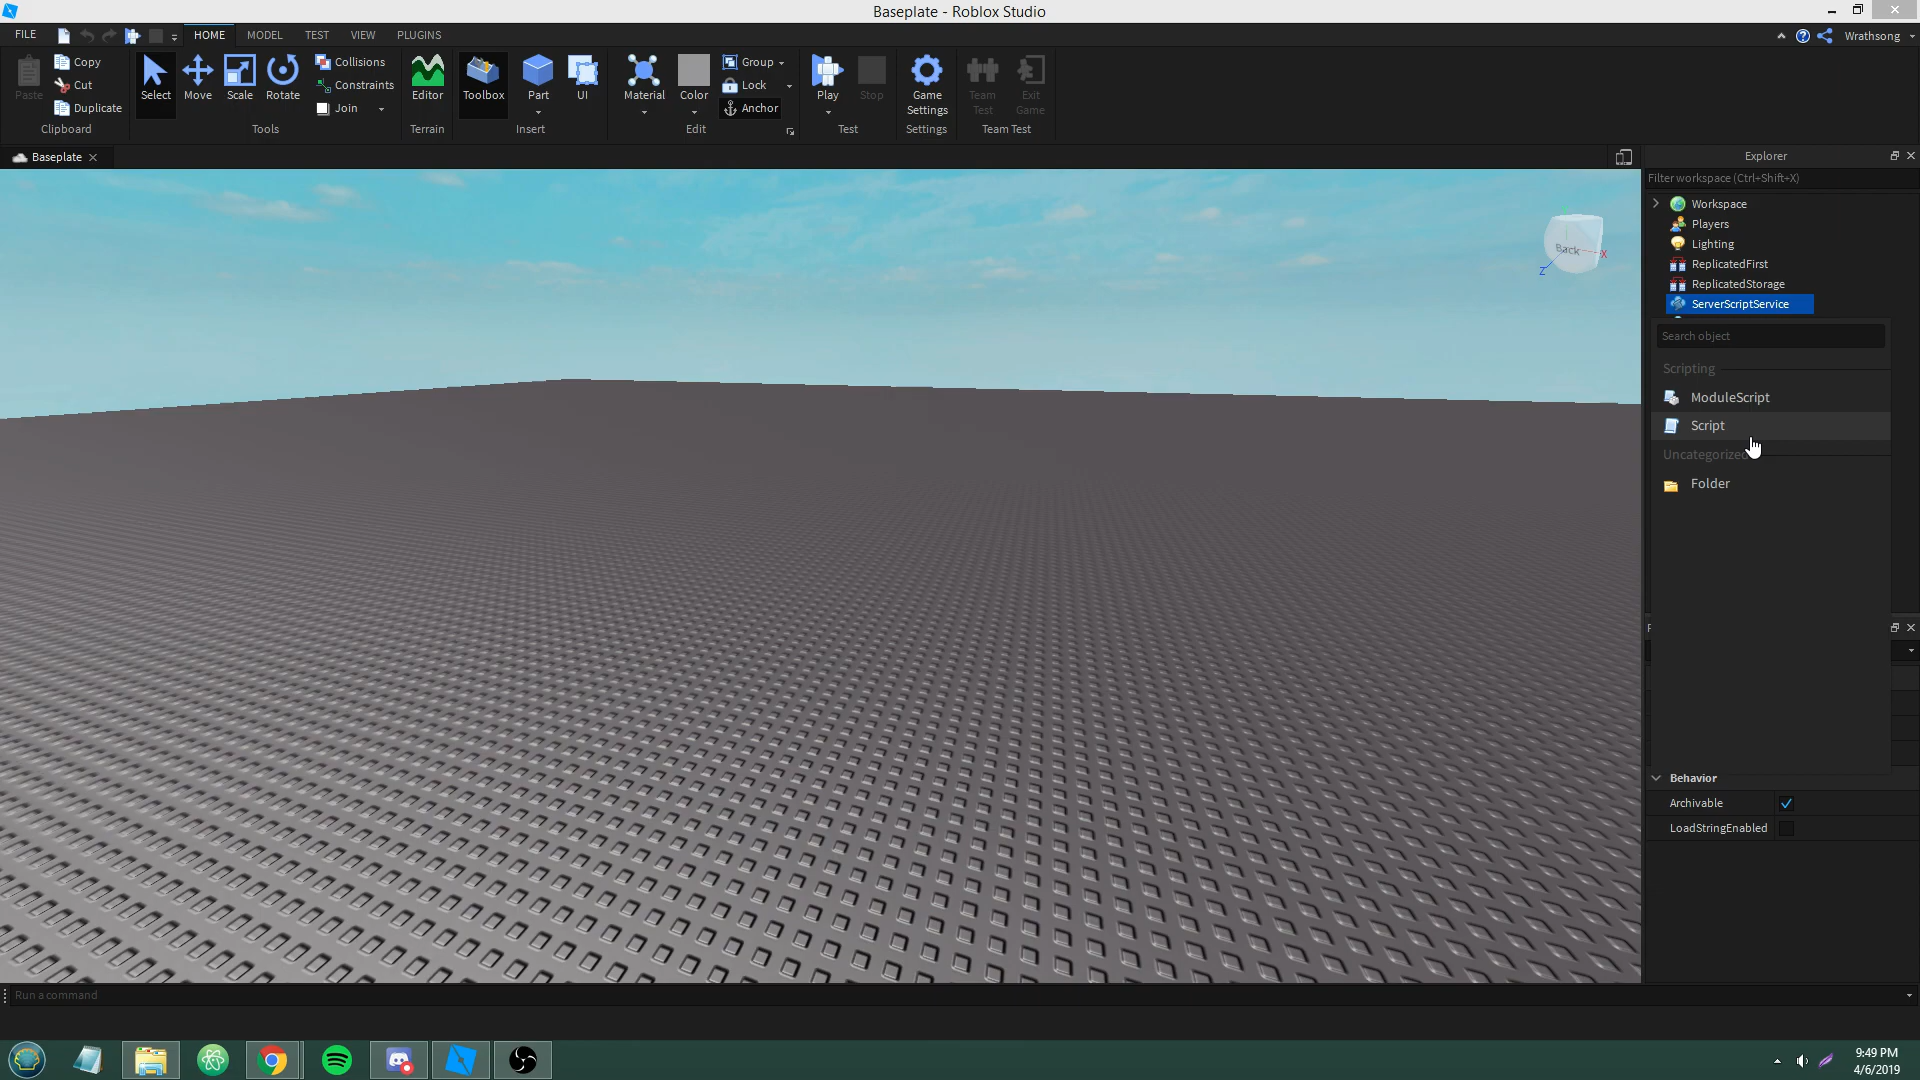 Baseplate - Roblox Studio
FILE HOME MODEL TEST VIEW PLUGINS Wrathsong
Paste Copy Cut Duplicate
Clipboard
Select Move Scale Rotate Collisions Constraints Join
Tools
Editor
Terrain
Toolbox Part UI
Insert
Material Color Group Lock Anchor
Edit
Play Stop
Test
Game Settings
Settings
Team Test Exit Game
Team Test
Baseplate
Explorer
Filter workspace (Ctrl+Shift+X)
Workspace
Players
Lighting
ReplicatedFirst
ReplicatedStorage
ServerScriptService
Search object
Scripting
ModuleScript
Script
Uncategorized
Folder
Back
X
Z
Behavior
Archivable
LoadStringEnabled
Run a command
9:49 PM
4/6/2019